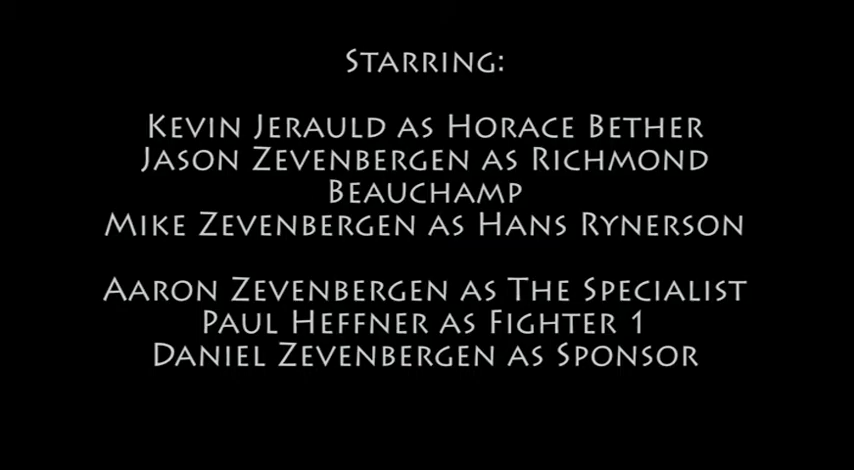 Starring:
Kevin Jerauld as Horace Bether
Jason Zevenbergen as Richmond
Beauchamp
Mike Zevenbergen as Hans Rynerson
Aaron Zevenbergen as The Specialist
Paul Heffner as Fighter 1
Daniel Zevenbergen as Sponsor